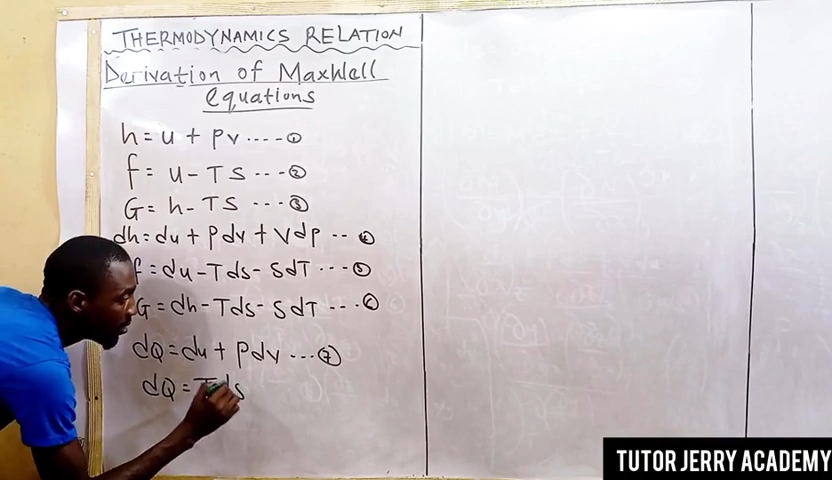 THERMODYNAMICS RELATION
Derivation of Maxwell
equations
h = u + pv ---- ①
f = u - TS --- ②
G = h - TS --- ③
dh = du + pdv + vdp -- ④
f = du - Tds - SdT --- ⑤
G = dh - Tds - SdT --- ⑥
dQ = du + Pdv --- ⑦
dQ = Tds
TUTOR JERRY ACADEMY